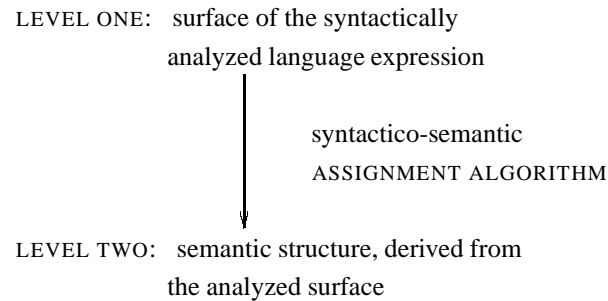 LEVEL ONE: surface of the syntactically
analyzed language expression
syntactico-semantic
ASSIGNMENT ALGORITHM
LEVEL TWO: semantic structure, derived from
the analyzed surface